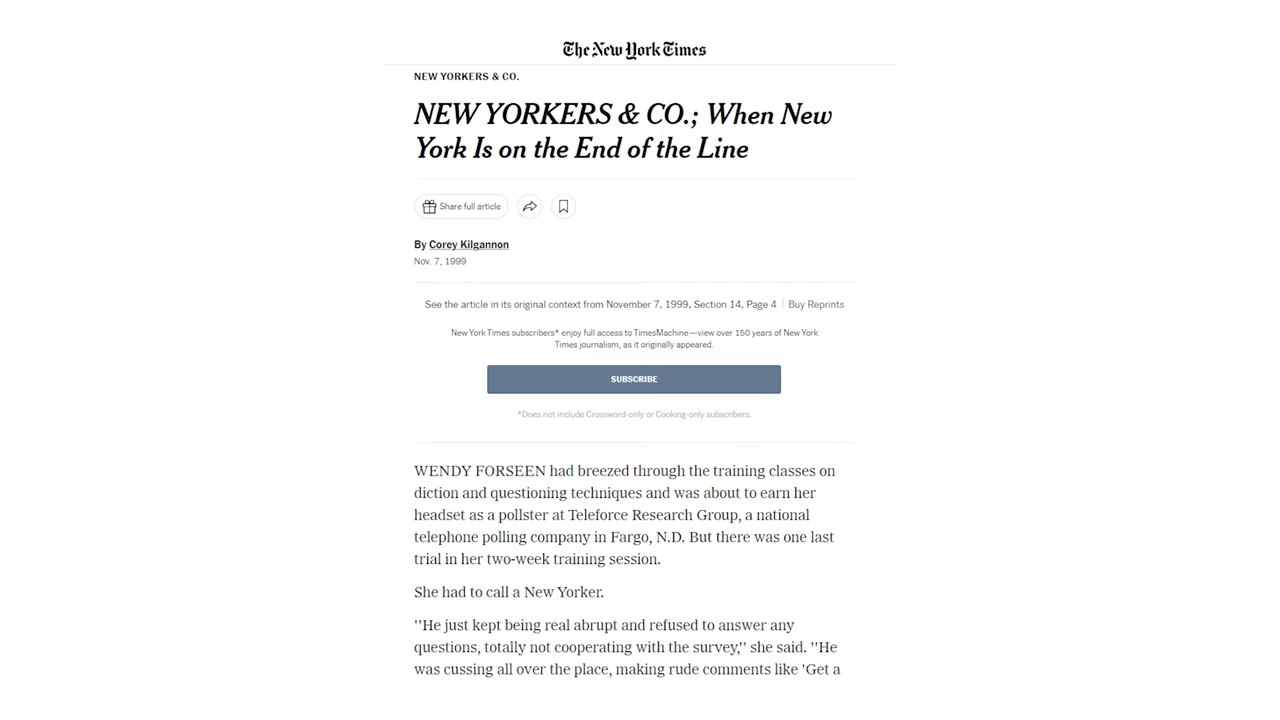 The New York Times
NEW YORKERS & CO.
NEW YORKERS & CO.; When New
York Is on the End of the Line
Share full article
By Corey Kilgannon
Nov. 7, 1999
See the article in its original context from November 7, 1999, Section 14, Page 4 | Buy Reprints
New York Times subscribers* enjoy full access to TimesMachine—view over 150 years of New York
Times journalism, as it originally appeared.
SUBSCRIBE
*Does not include Crossword-only or Cooking-only subscribers.
WENDY FORSEEN had breezed through the training classes on
diction and questioning techniques and was about to earn her
headset as a pollster at Teleforce Research Group, a national
telephone polling company in Fargo, N.D. But there was one last
trial in her two-week training session.
She had to call a New Yorker.
''He just kept being real abrupt and refused to answer any
questions, totally not cooperating with the survey,'' she said. ''He
was cussing all over the place, making rude comments like 'Get a